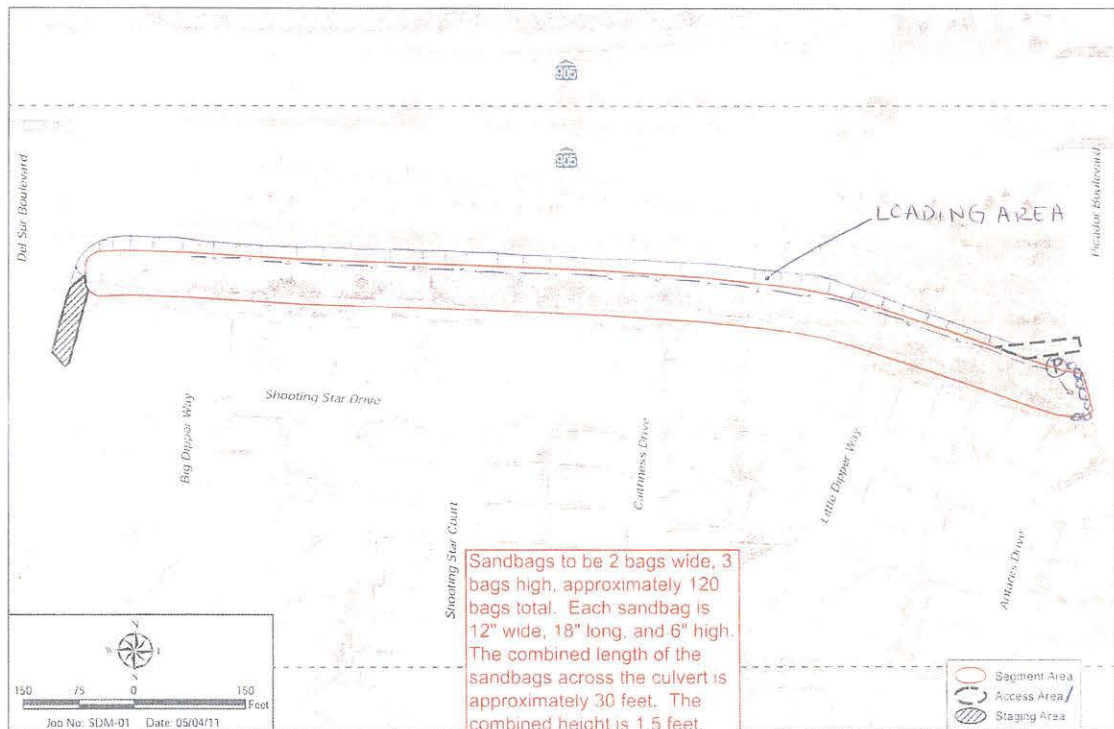 905
905
Del Sur Boulevard
Picador Boulevard
LOADING AREA
P
Shooting Star Drive
Big Dipper Way
Caithness Drive
Little Dipper Way
Shooting Star Court
Antares Drive
Sandbags to be 2 bags wide, 3
bags high, approximately 120
bags total. Each sandbag is
12" wide, 18" long, and 6" high.
The combined length of the
sandbags across the culvert is
approximately 30 feet. The
combined height is 1.5 feet.
N
W E
S
150 75 0 150
Feet
Job No: SDM-01 Date: 05/04/11
Segment Area
Access Area
Staging Area